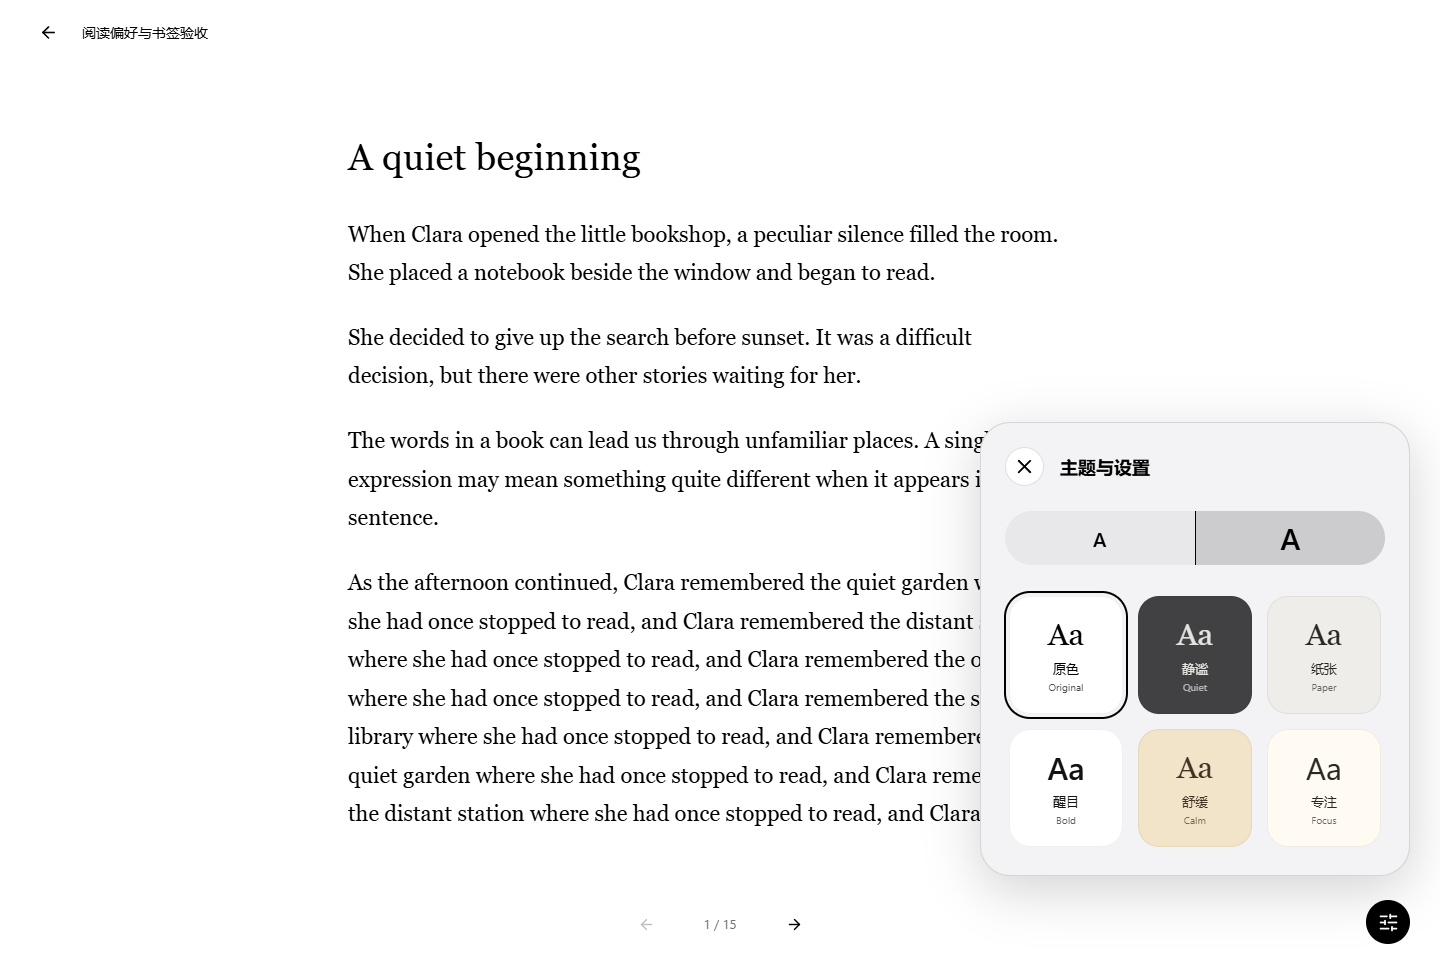 阅读偏好与书签验收
A quiet beginning
When Clara opened the little bookshop, a peculiar silence filled the room.
She placed a notebook beside the window and began to read.
She decided to give up the search before sunset. It was a difficult
decision, but there were other stories waiting for her.
The words in a book can lead us through unfamiliar places. A
expression may mean something quite different when it appears
sentence.
As the afternoon continued, Clara remembered the quiet garden
she had once stopped to read, and Clara remembered the distant
where she had once stopped to read, and Clara remembered the
where she had once stopped to read, and Clara remembered the
library where she had once stopped to read, and Clara
quiet garden where she had once stopped to read, and Clara
the distant station where she had once stopped to read, and Clara
主题与设置
A A
Aa Aa Aa
原色 静谧 纸张
Original Quiet Paper
Aa Aa Aa
醒目 舒缓 专注
Bold Calm Focus
1 / 15